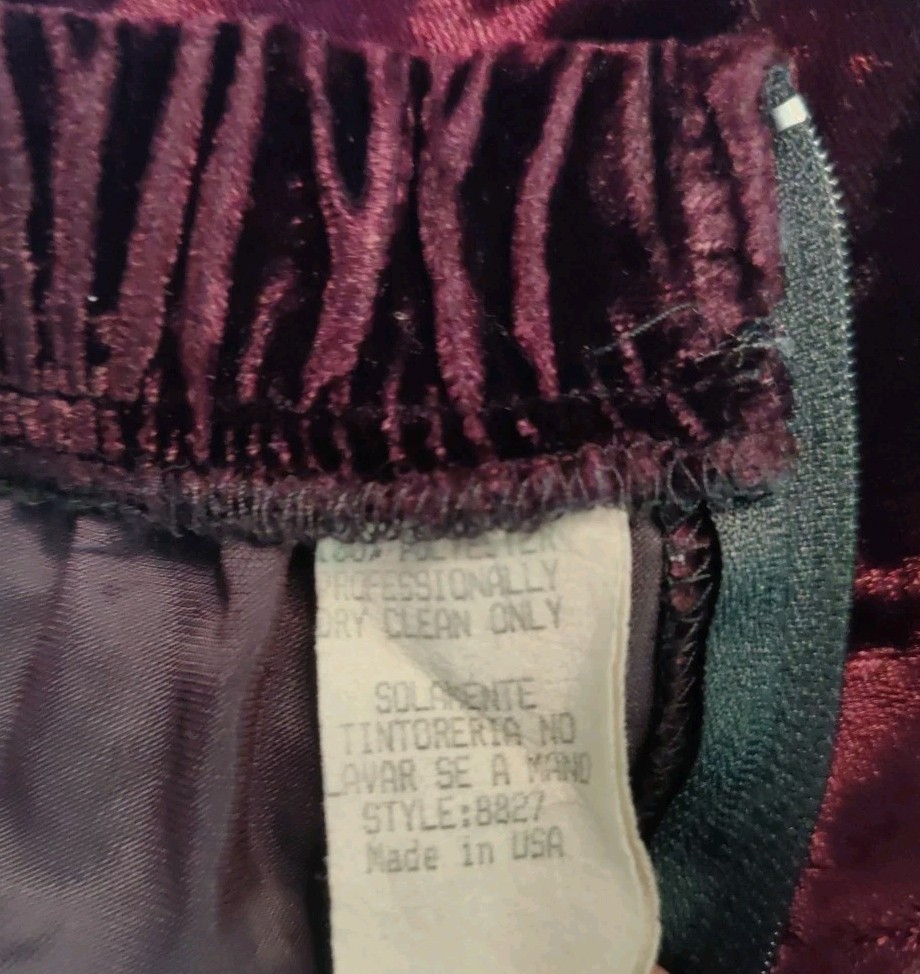 100% POLYESTER
PROFESSIONALLY
DRY CLEAN ONLY
SOLAMENTE
TINTORERIA NO
LAVAR SE A MANO
STYLE:8827
Made in USA